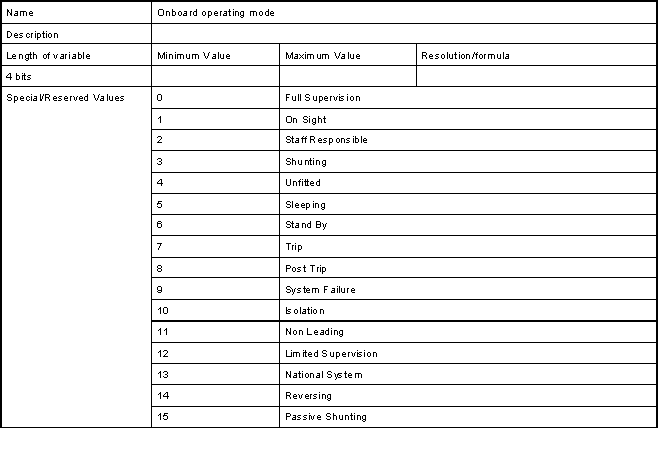 Name Onboard operating mode
Description
Length of variable Minimum Value Maximum Value Resolution/formula
4 bits
Special/Reserved Values 0 Full Supervision
1 On Sight
2 Staff Responsible
3 Shunting
4 Unfitted
5 Sleeping
6 Stand By
7 Trip
8 Post Trip
9 System Failure
10 Isolation
11 Non Leading
12 Limited Supervision
13 National System
14 Reversing
15 Passive Shunting